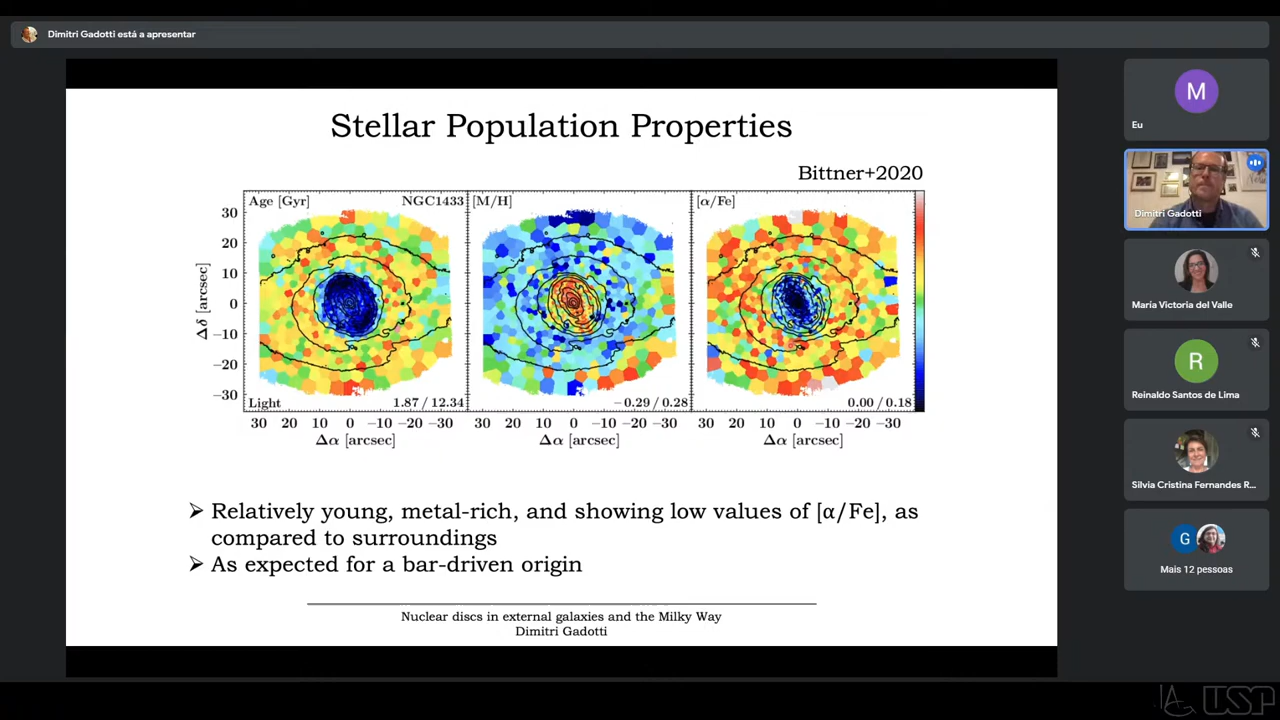 Dimitri Gadotti está a apresentar
Stellar Population Properties
Bittner+2020
Age [Gyr] NGC1433 [M/H] [α/Fe]
30
20
10
0
−10
−20
−30
Δδ [arcsec]
Light 1.87 / 12.34 −0.29 / 0.28 0.00 / 0.18
30 20 10 0 −10 −20 −30 30 20 10 0 −10 −20 −30 30 20 10 0 −10 −20 −30
Δα [arcsec] Δα [arcsec] Δα [arcsec]
➢ Relatively young, metal-rich, and showing low values of [α/Fe], as
compared to surroundings
➢ As expected for a bar-driven origin
Nuclear discs in external galaxies and the Milky Way
Dimitri Gadotti
M
Eu
Dimitri Gadotti
María Victoria del Valle
R
Reinaldo Santos de Lima
Silvia Cristina Fernandes R...
G
Mais 12 pessoas
USP